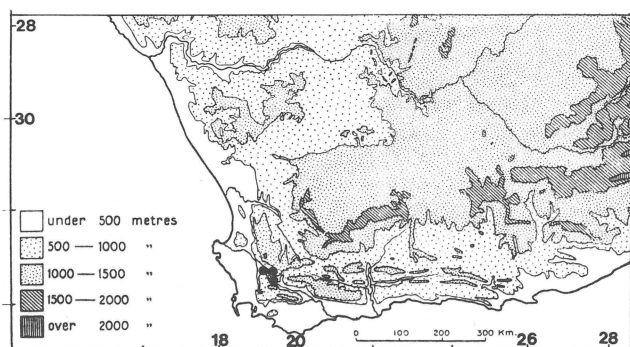 28
30
under 500 metres
500 — 1000 "
1000 — 1500 "
1500 — 2000 "
over 2000 "
0 100 200 300 Km.
18 20 26 28